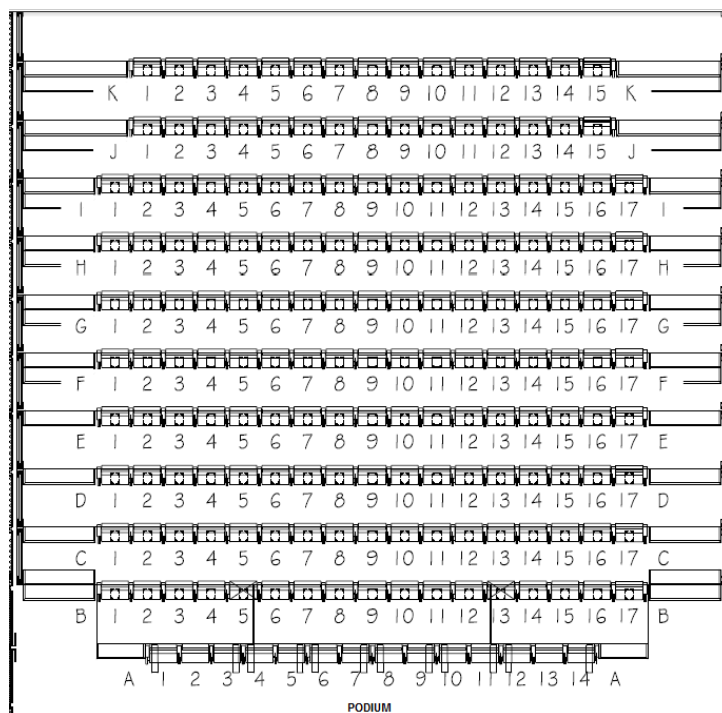 K 1 2 3 4 5 6 7 8 9 10 11 12 13 14 15 K
J 1 2 3 4 5 6 7 8 9 10 11 12 13 14 15 J
I 1 2 3 4 5 6 7 8 9 10 11 12 13 14 15 16 17 I
H 1 2 3 4 5 6 7 8 9 10 11 12 13 14 15 16 17 H
G 1 2 3 4 5 6 7 8 9 10 11 12 13 14 15 16 17 G
F 1 2 3 4 5 6 7 8 9 10 11 12 13 14 15 16 17 F
E 1 2 3 4 5 6 7 8 9 10 11 12 13 14 15 16 17 E
D 1 2 3 4 5 6 7 8 9 10 11 12 13 14 15 16 17 D
C 1 2 3 4 5 6 7 8 9 10 11 12 13 14 15 16 17 C
B 1 2 3 4 5 6 7 8 9 10 11 12 13 14 15 16 17 B
A 1 2 3 4 5 6 7 8 9 10 11 12 13 14 A
PODIUM